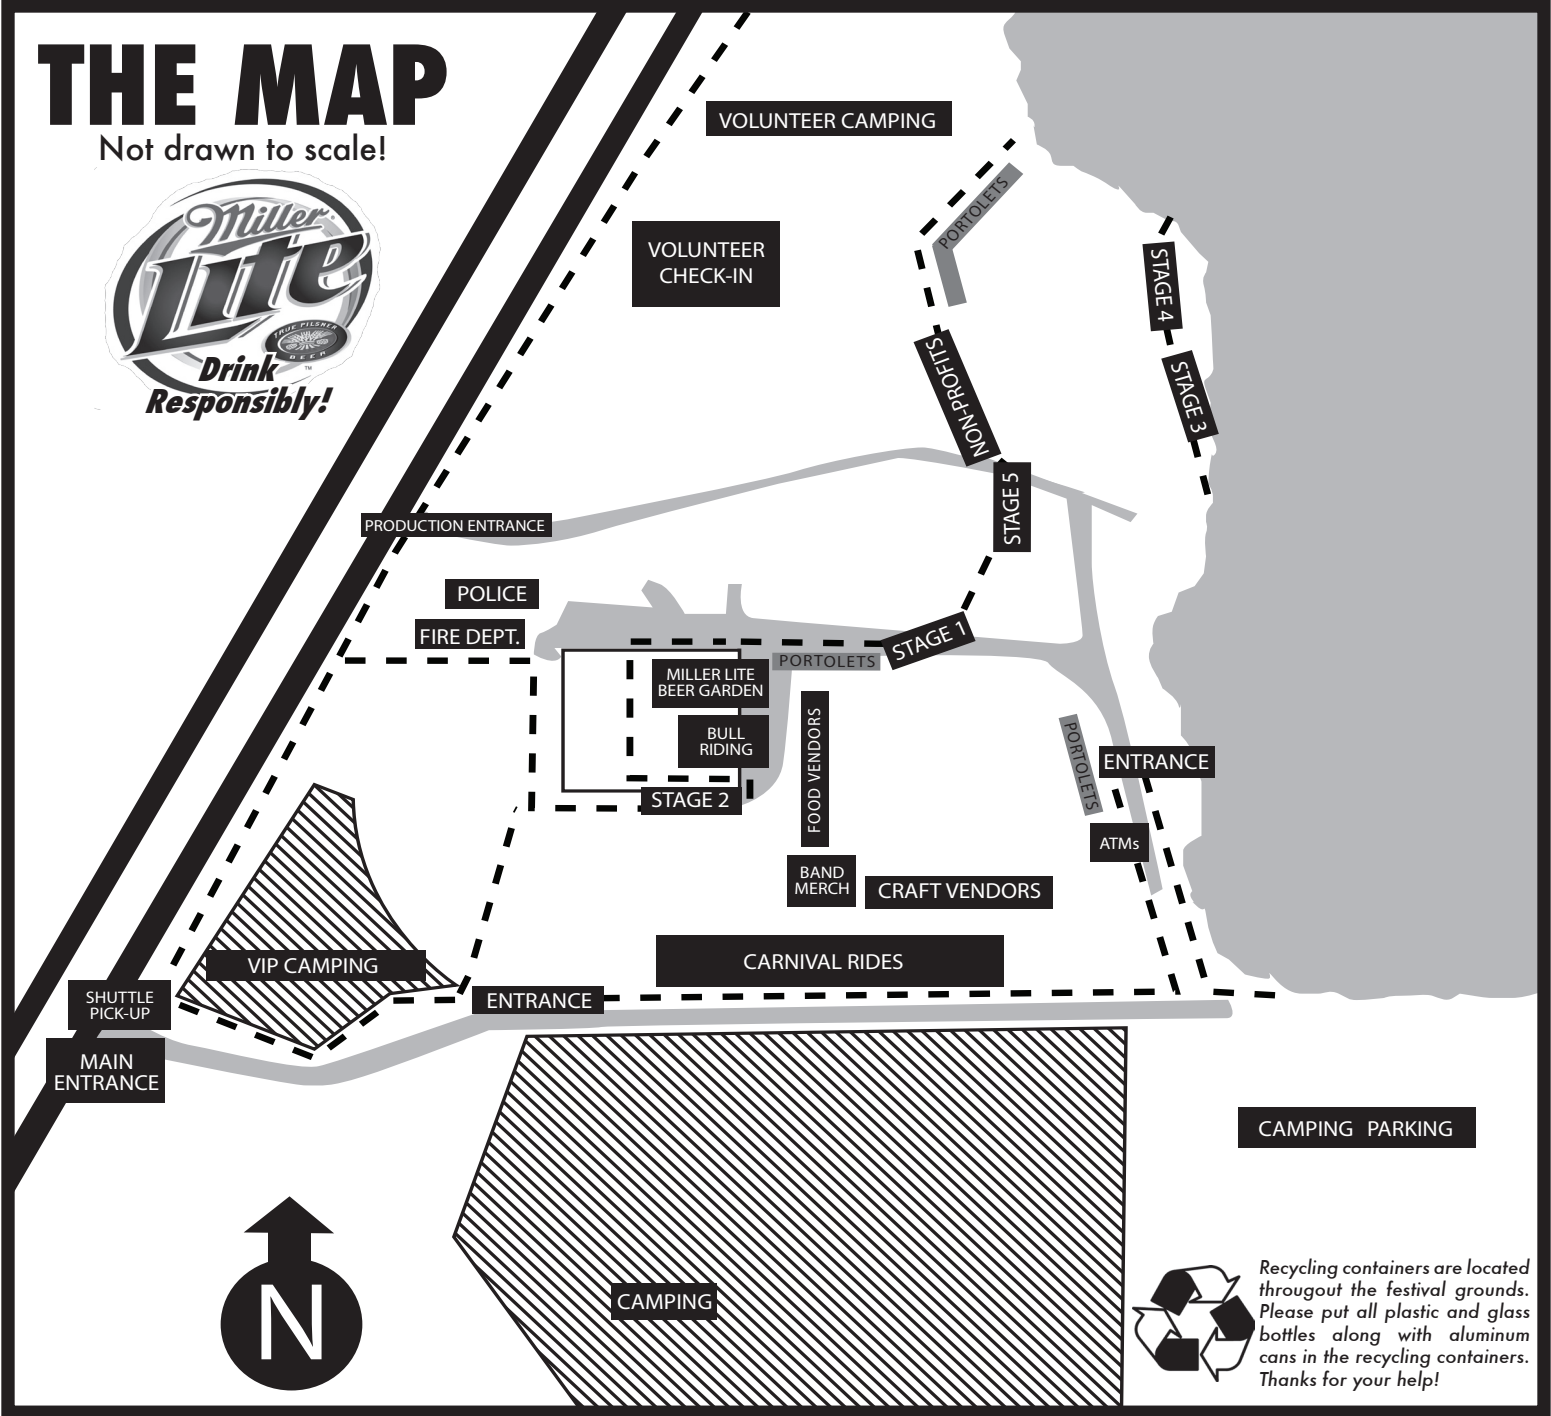 THE MAP
Not drawn to scale!
Miller
Lite
TRUE PILSNER
BEER
TM
Drink
Responsibly!
VOLUNTEER CAMPING
PORTOLETS
VOLUNTEER
CHECK-IN
STAGE 4
NON-PROFITS
STAGE 3
STAGE 5
PRODUCTION ENTRANCE
POLICE
FIRE DEPT.
STAGE 1
PORTOLETS
MILLER LITE
BEER GARDEN
BULL
RIDING
FOOD VENDORS
PORTOLETS
ENTRANCE
STAGE 2
ATMs
BAND
MERCH
CRAFT VENDORS
VIP CAMPING
CARNIVAL RIDES
SHUTTLE
PICK-UP
ENTRANCE
MAIN
ENTRANCE
CAMPING PARKING
N
CAMPING
Recycling containers are located
througout the festival grounds.
Please put all plastic and glass
bottles along with aluminum
cans in the recycling containers.
Thanks for your help!